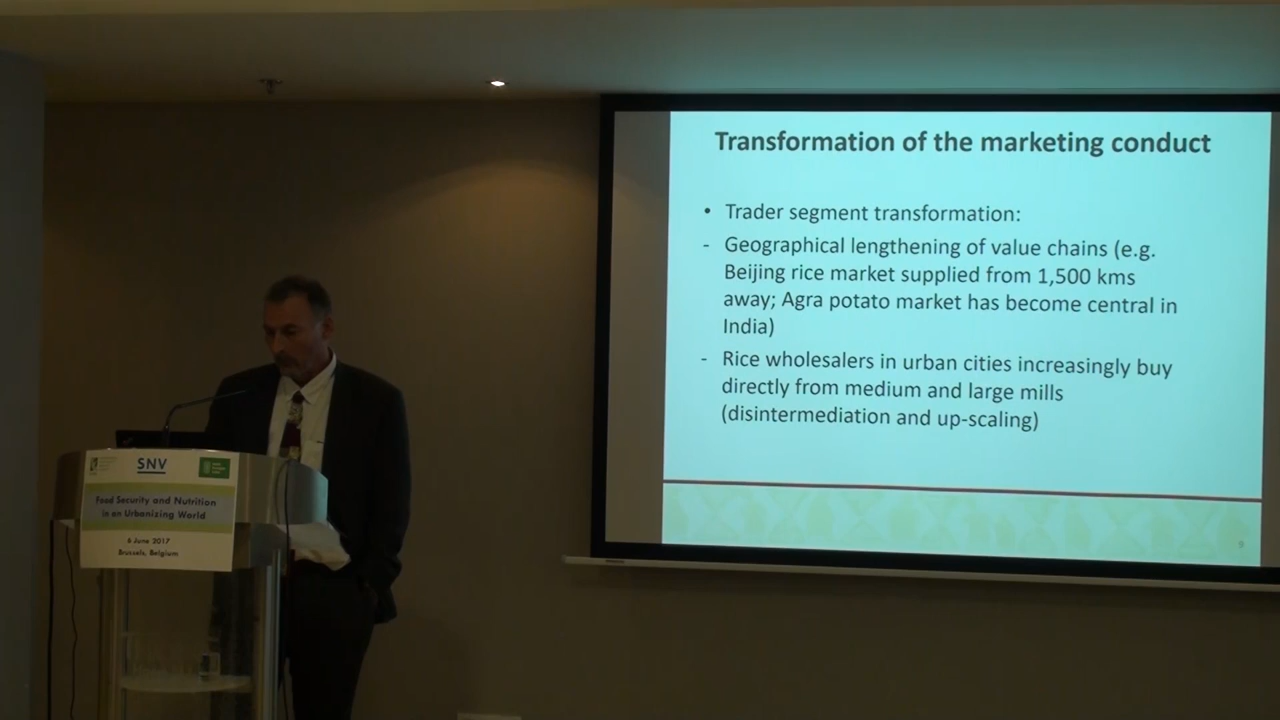 Transformation of the marketing conduct
• Trader segment transformation:
- Geographical lengthening of value chains (e.g.
Beijing rice market supplied from 1,500 kms
away; Agra potato market has become central in
India)
- Rice wholesalers in urban cities increasingly buy
directly from medium and large mills
(disintermediation and up-scaling)
9
SNV
Food Security and Nutrition
in an Urbanizing World
6 June 2017
Brussels, Belgium